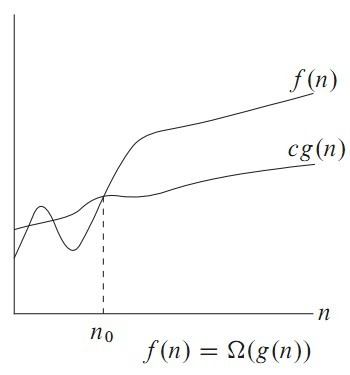 f(n)
cg(n)
n
n₀
f(n) = Ω(g(n))